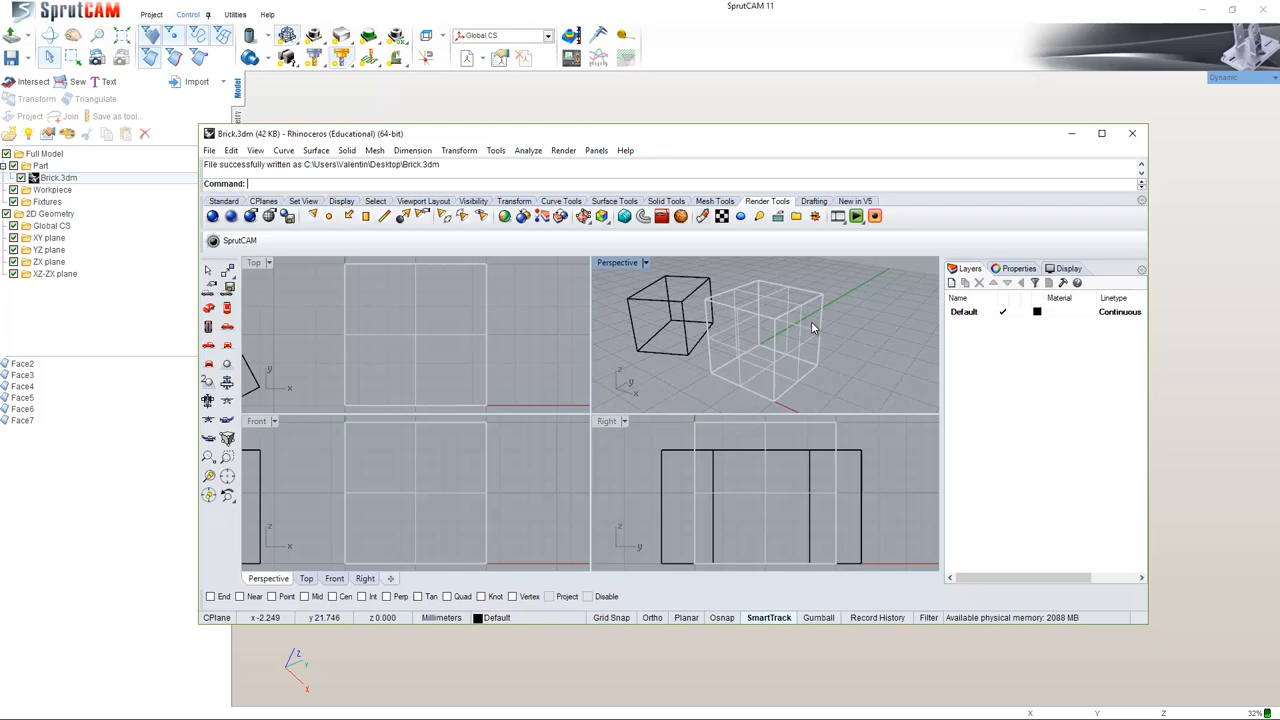 SprutCAM
Project
Control
Utilities
Help
SprutCAM 11
Global CS
Dynamic
Intersect
Sew
Text
Import
Transform
Triangulate
Project
Join
Save as tool...
Model
Full Model
Part
Brick.3dm
Workpiece
Fixtures
2D Geometry
Global CS
XY plane
YZ plane
ZX plane
XZ-ZX plane
Face2
Face3
Face4
Face5
Face6
Face7
Brick.3dm (42 KB) - Rhinoceros (Educational) (64-bit)
File Edit View Curve Surface Solid Mesh Dimension Transform Tools Analyze Render Panels Help
File successfully written as C:\Users\Valentin\Desktop\Brick.3dm
Command:
Standard CPlanes Set View Display Select Viewport Layout Visibility Transform Curve Tools Surface Tools Solid Tools Mesh Tools Render Tools Drafting New in V5
SprutCAM
Top
y
x
Perspective
z
y
x
Front
z
x
Right
z
y
Layers Properties Display
Name Material Linetype
Default Continuous
Perspective Top Front Right
End Near Point Mid Cen Int Perp Tan Quad Knot Vertex Project Disable
CPlane x -2.249 y 21.746 z 0.000 Millimeters Default Grid Snap Ortho Planar Osnap SmartTrack Gumball Record History Filter Available physical memory: 2088 MB
Z
Y
X
X Y Z 32%